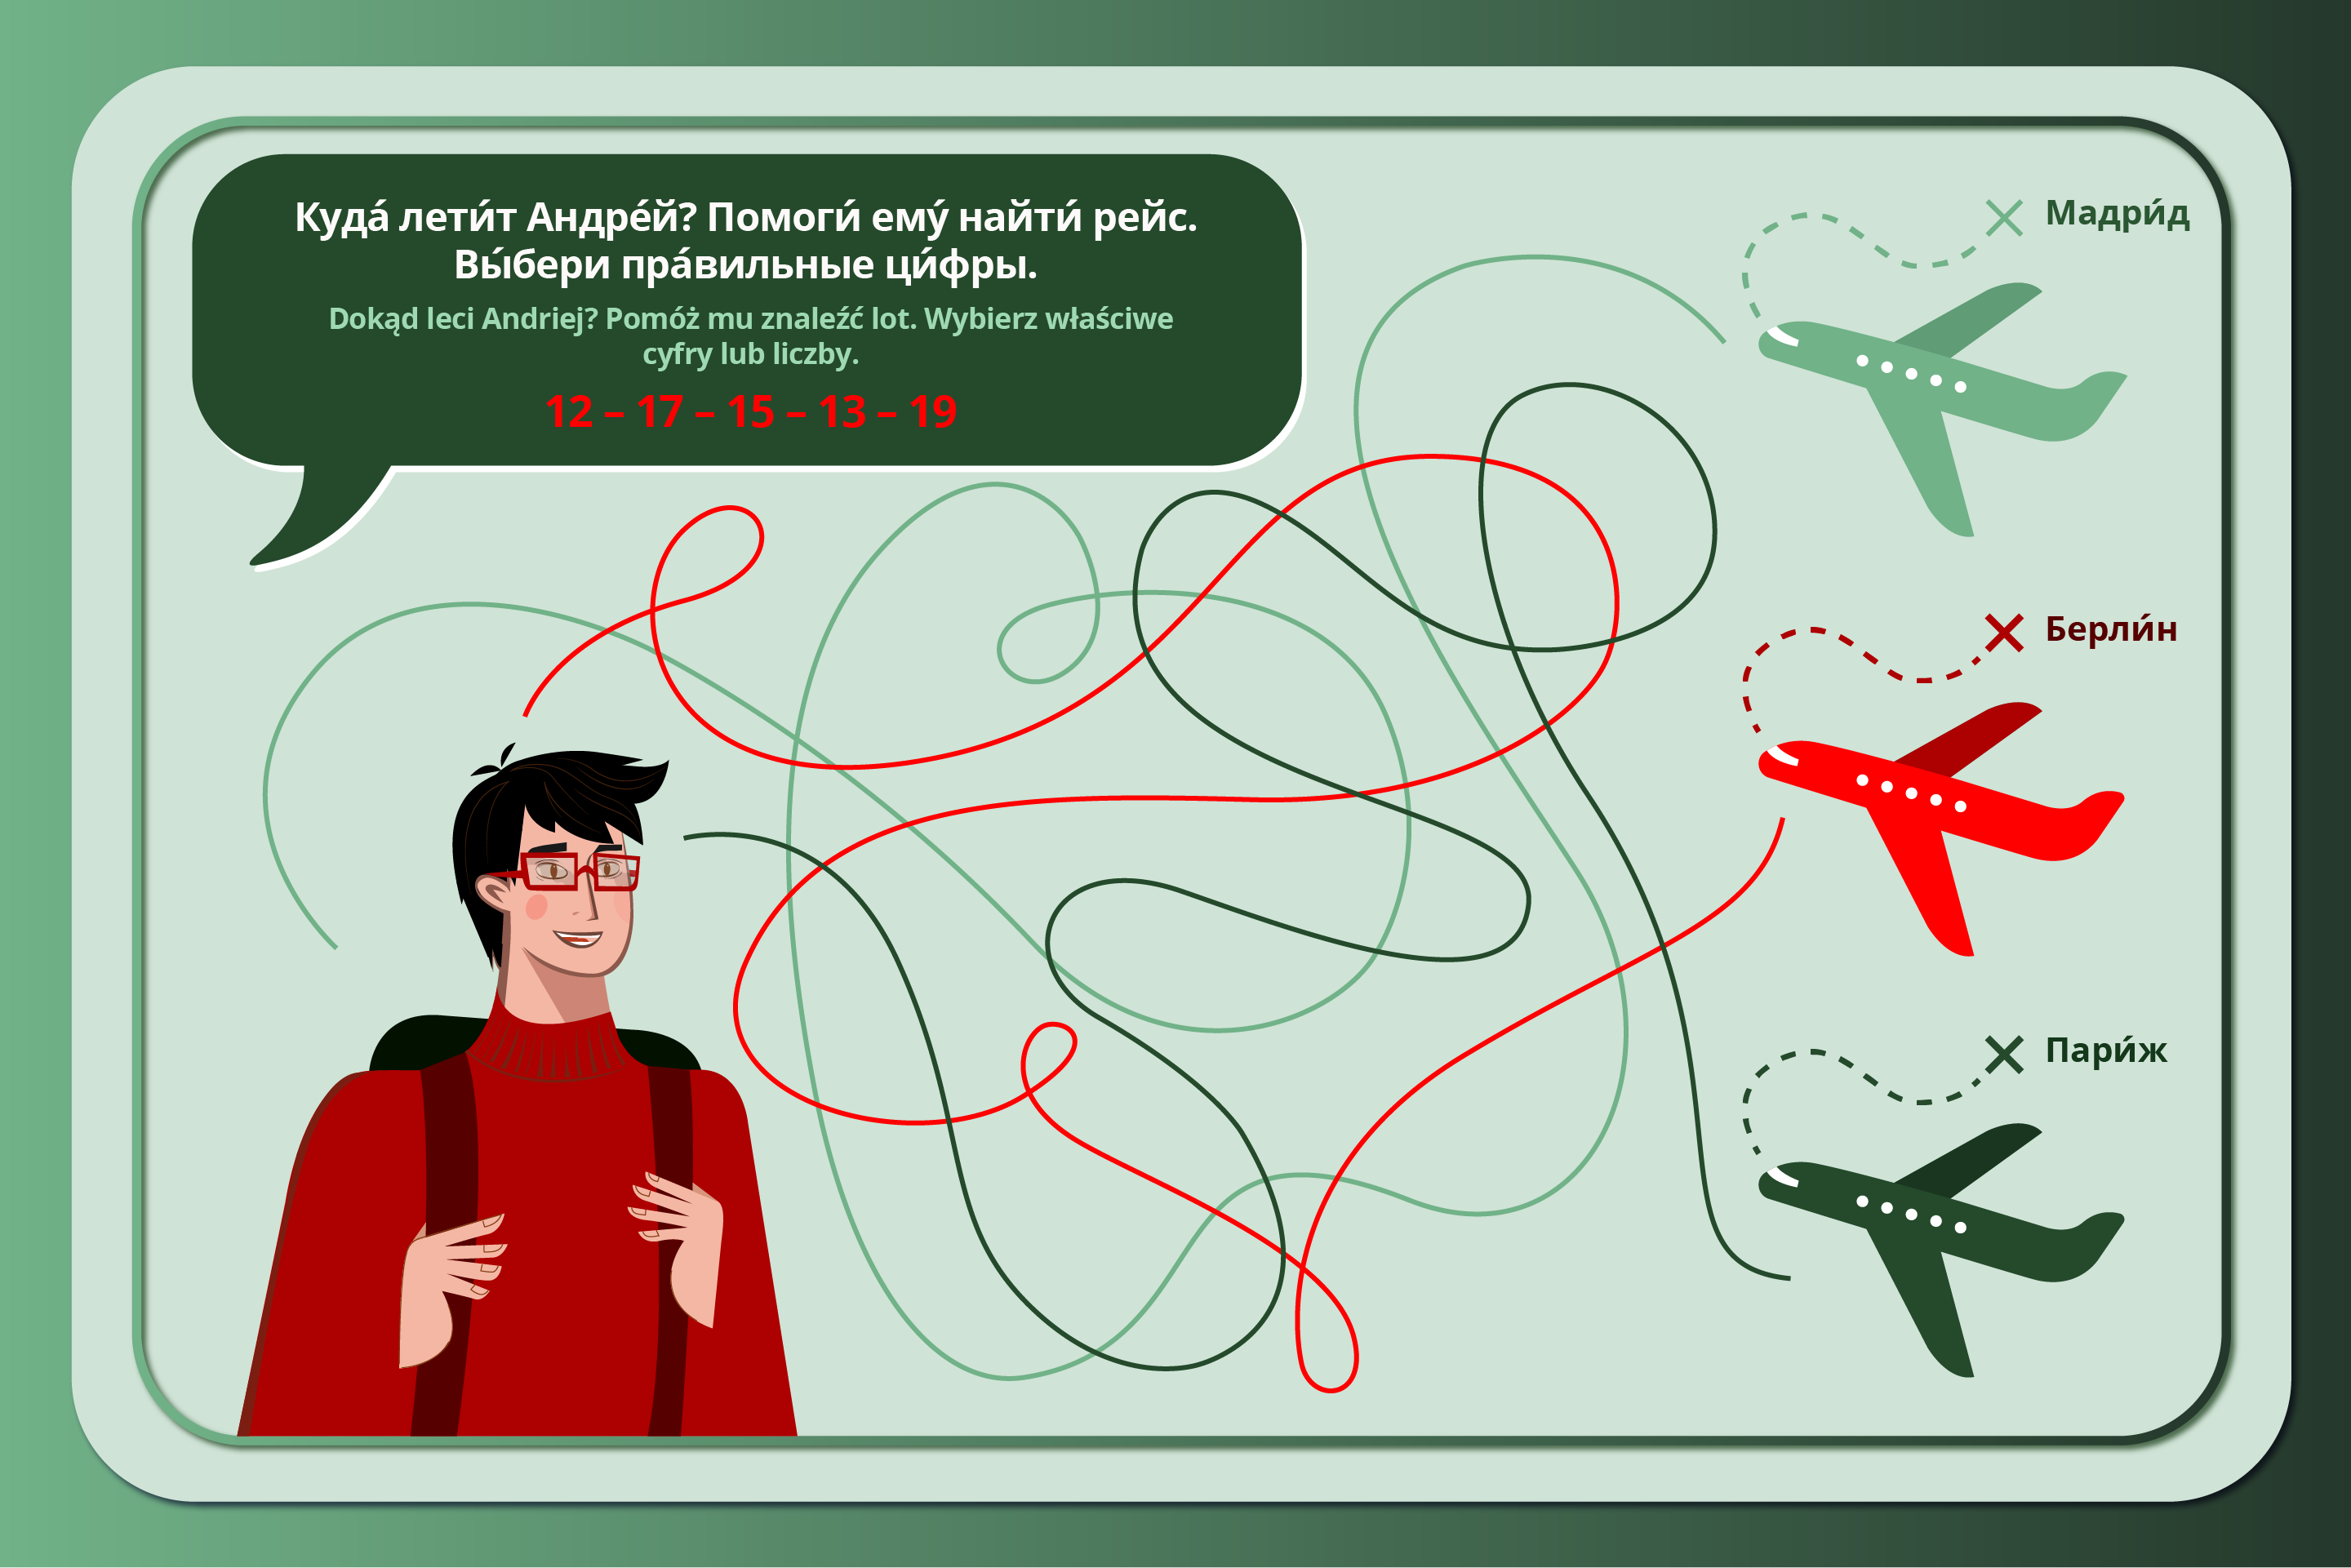 Куда́ лети́т Андре́й? Помоги́ ему́ найти́ рейс.
Вы́бери пра́вильные ци́фры.
Dokąd leci Andriej? Pomóż mu znaleźć lot. Wybierz właściwe
cyfry lub liczby.
12 – 17 – 15 – 13 – 19
Мадри́д
Берли́н
Пари́ж